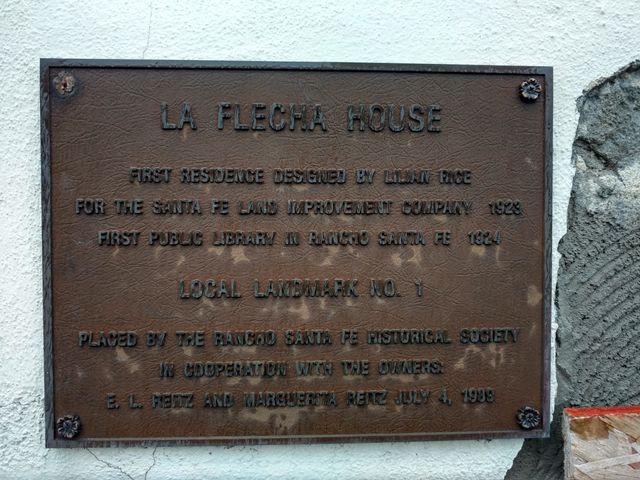 LA FLECHA HOUSE
FIRST RESIDENCE DESIGNED BY LILIAN RICE
FOR THE SANTA FE LAND IMPROVEMENT COMPANY 1923
FIRST PUBLIC LIBRARY IN RANCHO SANTA FE 1924
LOCAL LANDMARK NO. 1
PLACED BY THE RANCHO SANTA FE HISTORICAL SOCIETY
IN COOPERATION WITH THE OWNERS:
E. L. REITZ AND MARGUERITA REITZ JULY 4, 1989